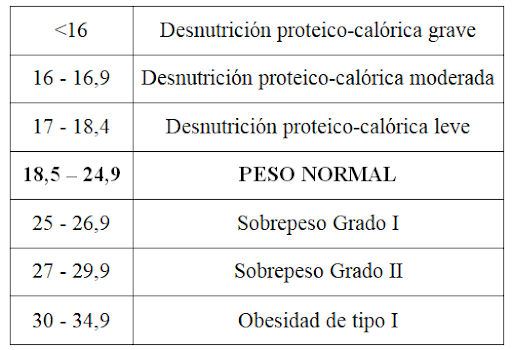 <16 Desnutrición proteico-calórica grave
16 - 16,9 Desnutrición proteico-calórica moderada
17 - 18,4 Desnutrición proteico-calórica leve
18,5 – 24,9 PESO NORMAL
25 - 26,9 Sobrepeso Grado I
27 - 29,9 Sobrepeso Grado II
30 - 34,9 Obesidad de tipo I